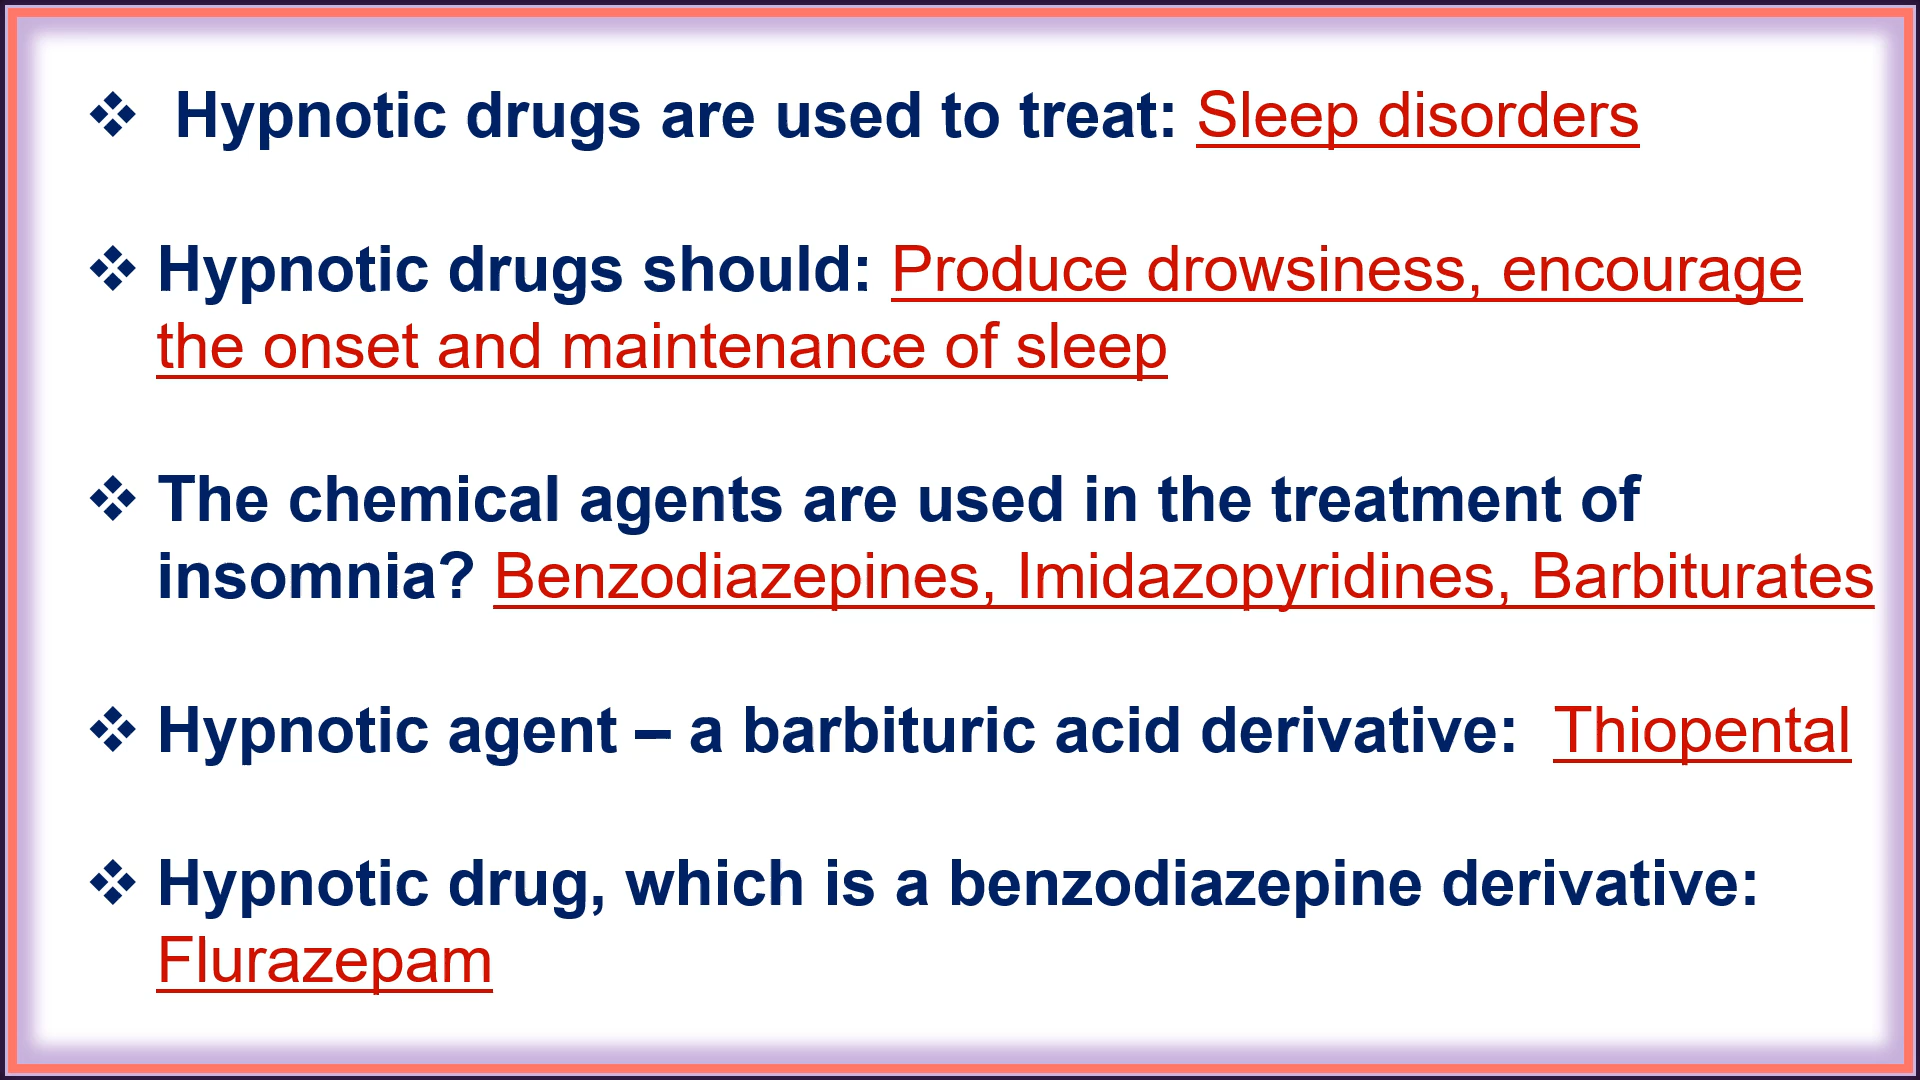 ❖ Hypnotic drugs are used to treat: Sleep disorders
❖ Hypnotic drugs should: Produce drowsiness, encourage
the onset and maintenance of sleep
❖ The chemical agents are used in the treatment of
insomnia? Benzodiazepines, Imidazopyridines, Barbiturates
❖ Hypnotic agent – a barbituric acid derivative: Thiopental
❖ Hypnotic drug, which is a benzodiazepine derivative:
Flurazepam